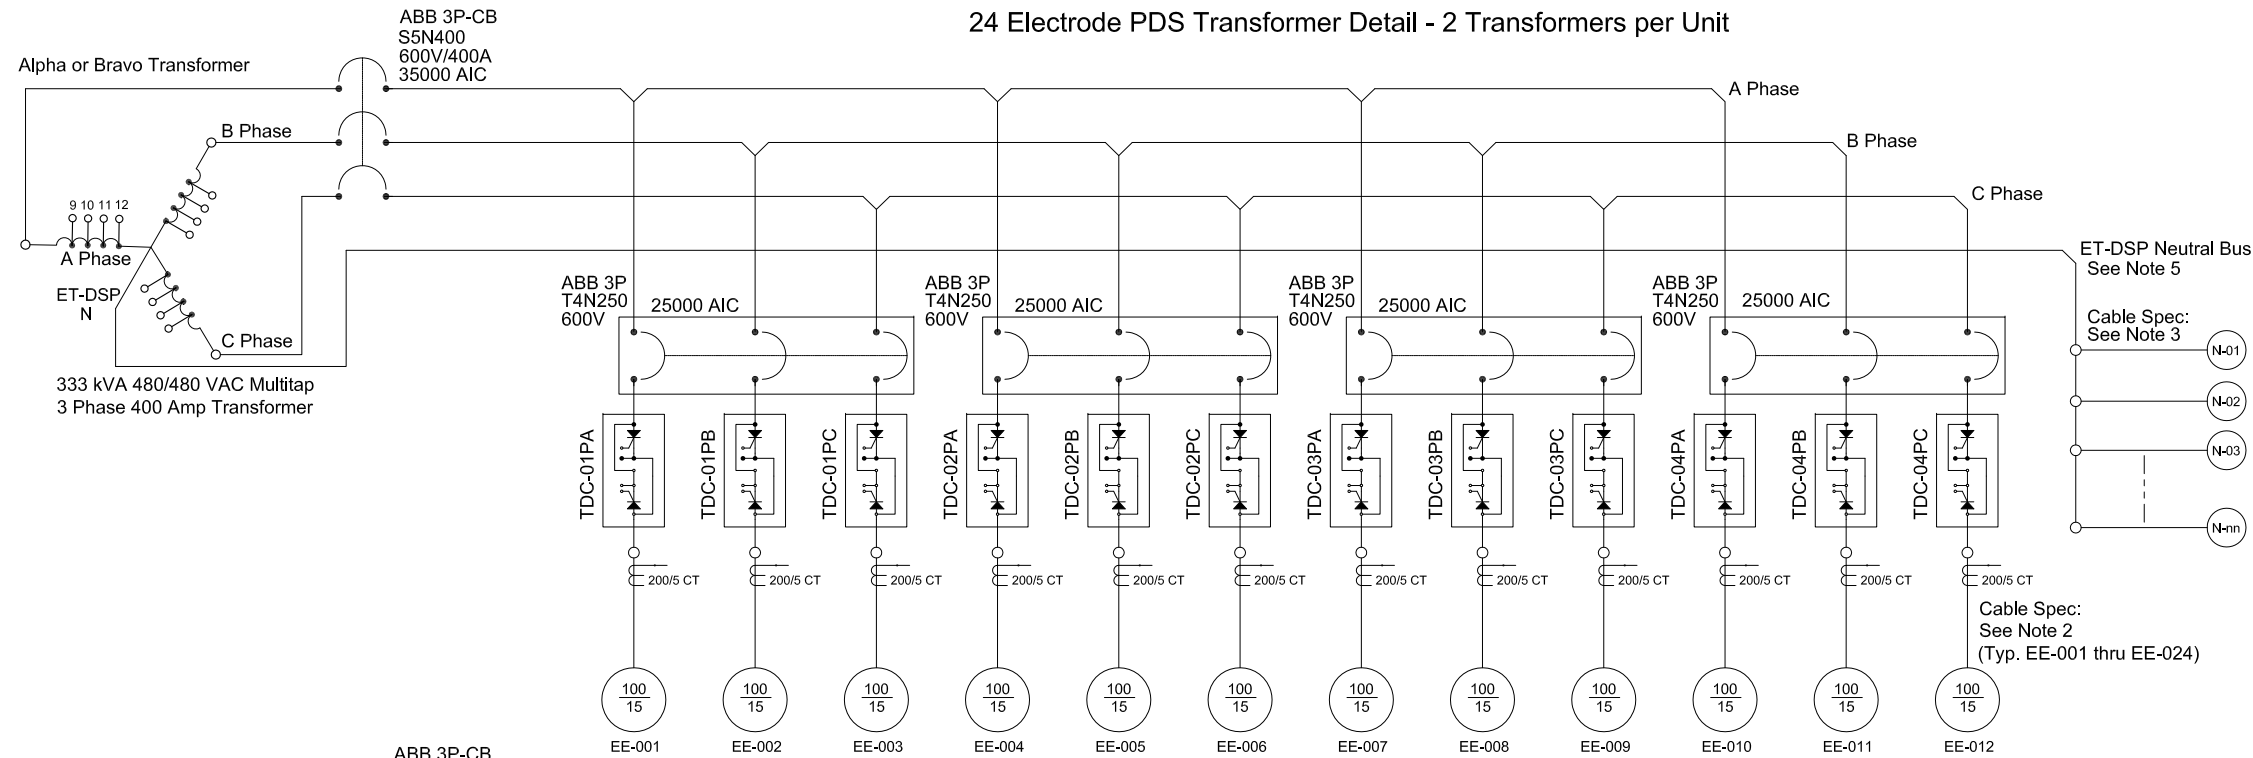 24 Electrode PDS Transformer Detail - 2 Transformers per Unit
ABB 3P-CB
S5N400
600V/400A
35000 AIC
Alpha or Bravo Transformer
A Phase
B Phase
B Phase
C Phase
9 10 11 12
A Phase
ET-DSP
N
C Phase
333 kVA 480/480 VAC Multitap
3 Phase 400 Amp Transformer
ET-DSP Neutral Bus
See Note 5
Cable Spec:
See Note 3
N-01
N-02
N-03
N-nn
ABB 3P
T4N250
600V
25000 AIC
ABB 3P
T4N250
600V
25000 AIC
ABB 3P
T4N250
600V
25000 AIC
ABB 3P
T4N250
600V
25000 AIC
TDC-01PA
TDC-01PB
TDC-01PC
TDC-02PA
TDC-02PB
TDC-02PC
TDC-03PA
TDC-03PB
TDC-03PC
TDC-04PA
TDC-04PB
TDC-04PC
200/5 CT
200/5 CT
200/5 CT
200/5 CT
200/5 CT
200/5 CT
200/5 CT
200/5 CT
200/5 CT
200/5 CT
200/5 CT
200/5 CT
Cable Spec:
See Note 2
(Typ. EE-001 thru EE-024)
100
15
100
15
100
15
100
15
100
15
100
15
100
15
100
15
100
15
100
15
100
15
100
15
EE-001
EE-002
EE-003
EE-004
EE-005
EE-006
EE-007
EE-008
EE-009
EE-010
EE-011
EE-012
ABB 3P-CB